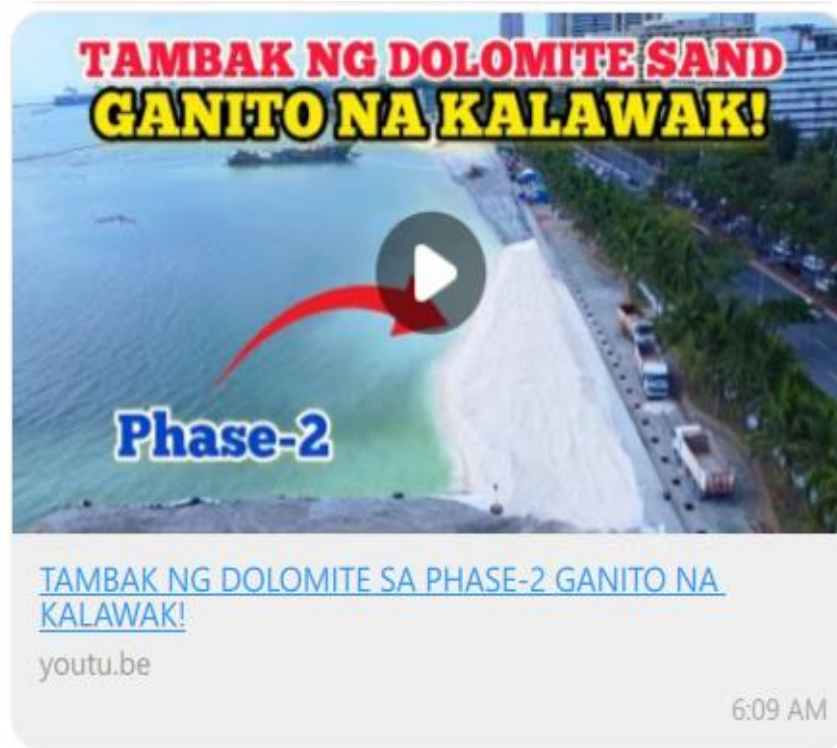 TAMBAK NG DOLOMITE SAND
GANITO NA KALAWAK!
Phase-2
TAMBAK NG DOLOMITE SA PHASE-2 GANITO NA
KALAWAK!
youtu.be
6:09 AM